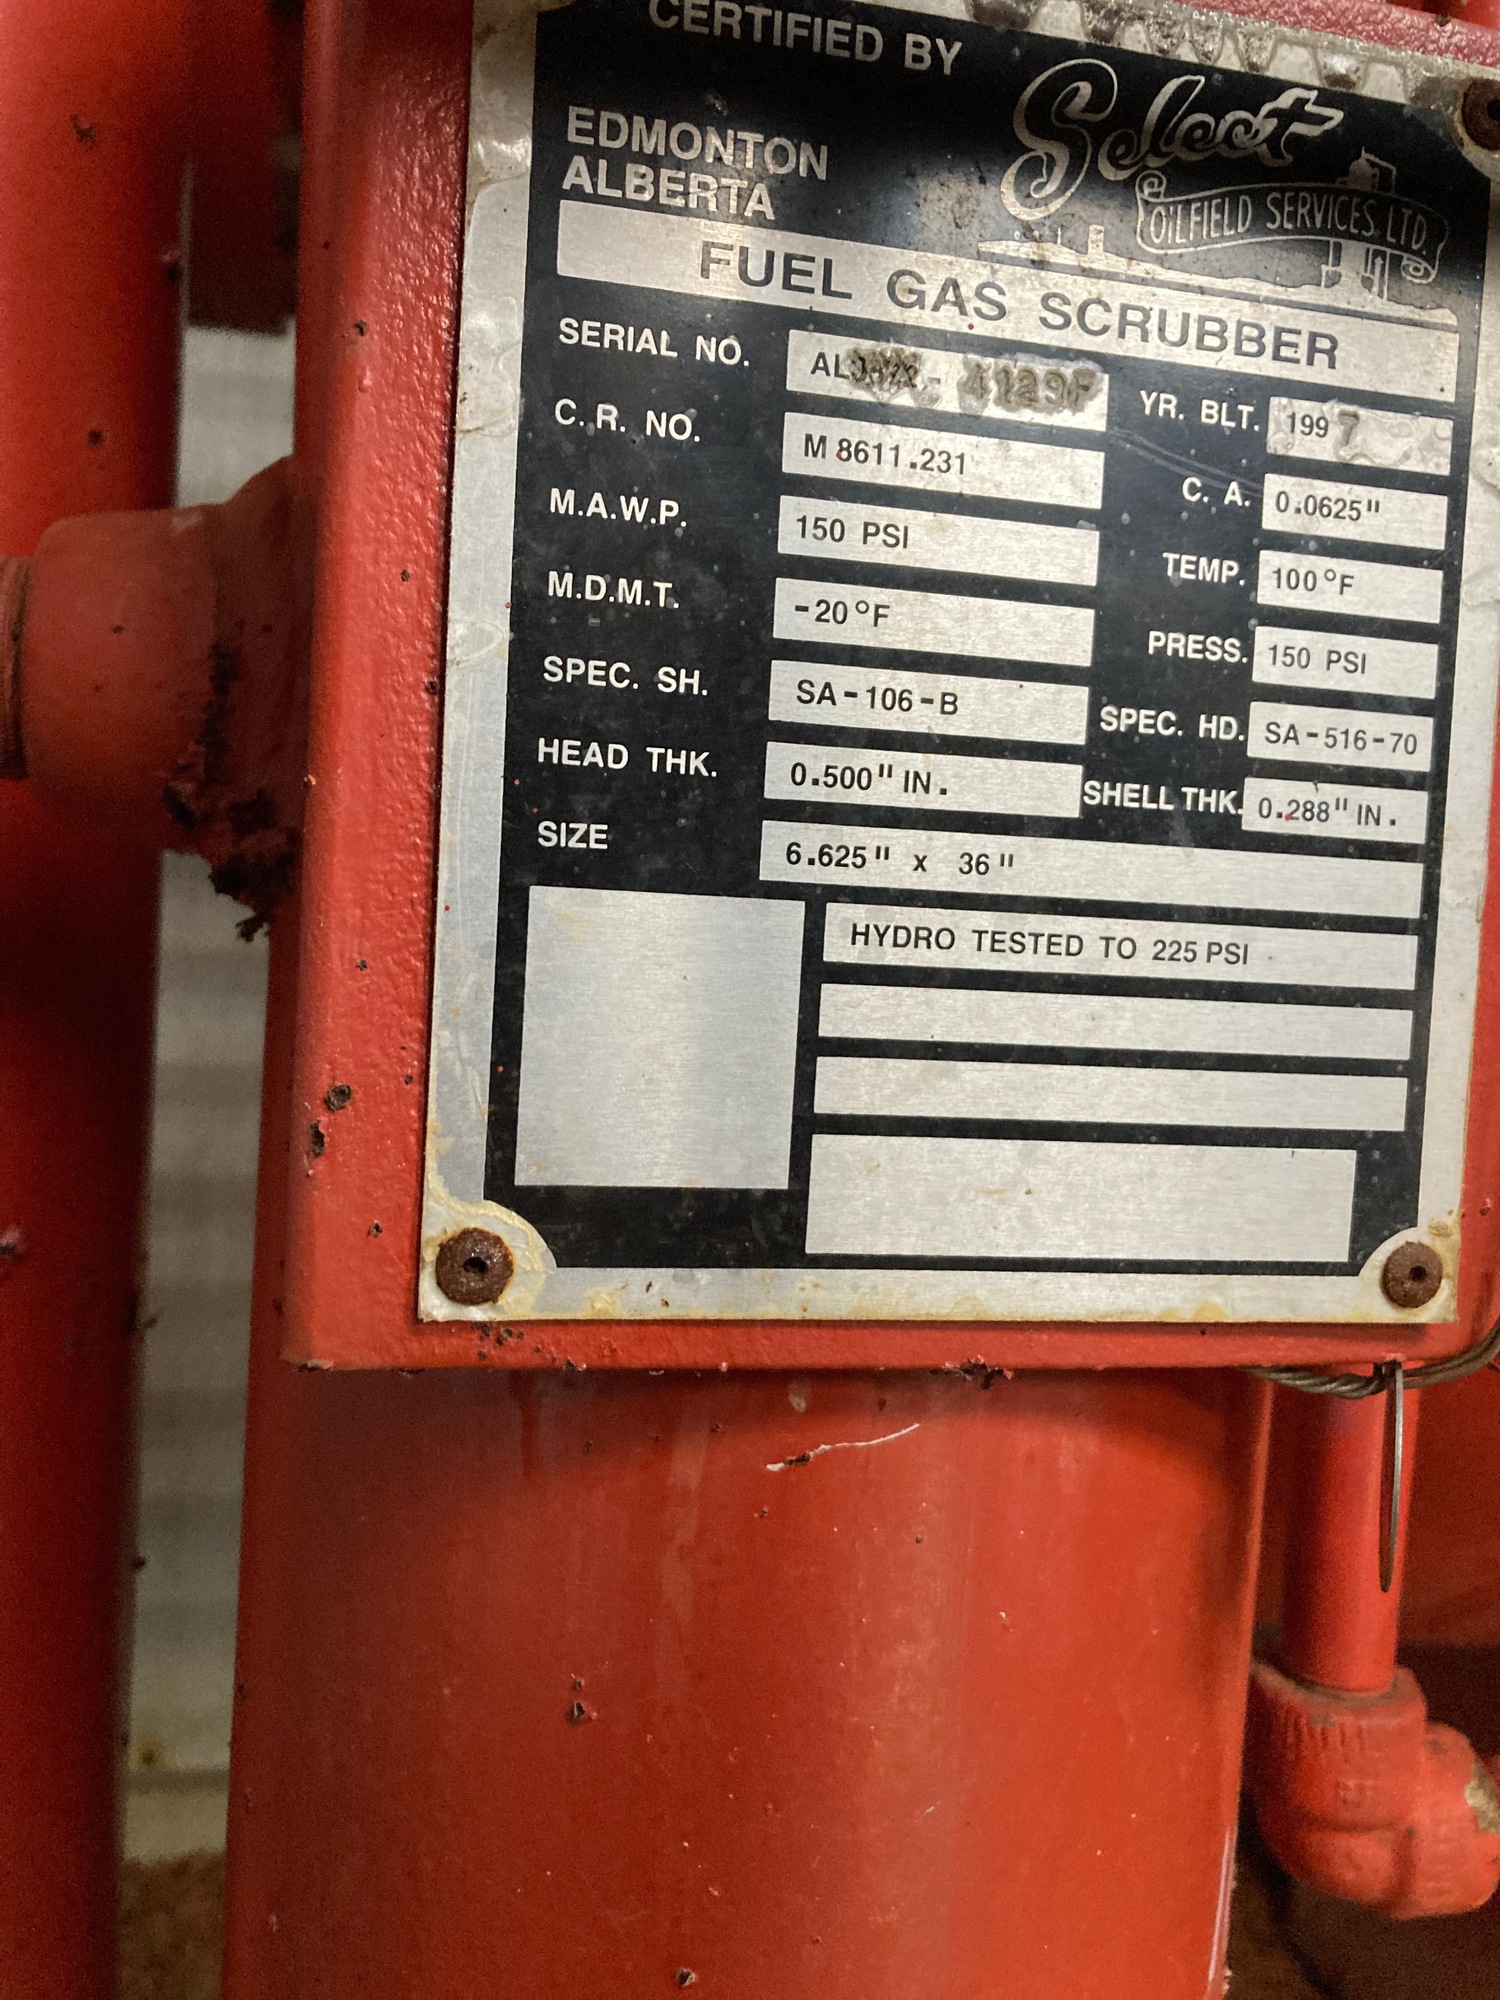 CERTIFIED BY
Select
OILFIELD SERVICES LTD.
EDMONTON
ALBERTA
FUEL GAS SCRUBBER
SERIAL NO. YR. BLT. 1997
C.R. NO. M8611.231 C. A. 0.0625"
M.A.W.P. 150 PSI TEMP. 100°F
M.D.M.T. -20°F PRESS. 150 PSI
SPEC. SH. SA-106-B SPEC. HD. SA-516-70
HEAD THK. 0.500" IN. SHELL THK. 0.288" IN.
SIZE 6.625" x 36"
HYDRO TESTED TO 225 PSI